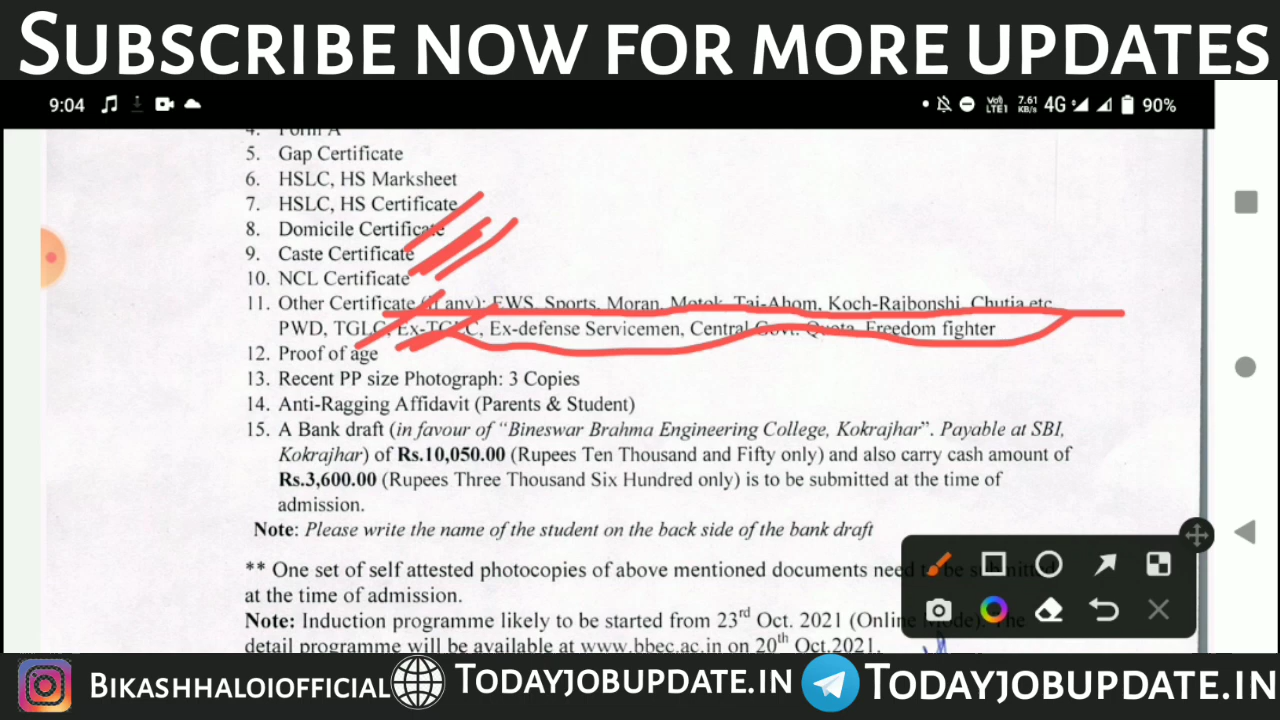 SUBSCRIBE NOW FOR MORE UPDATES
9:04 VoI) LTE1 7.61 KB/s 4G 90%
4. Form A
5. Gap Certificate
6. HSLC, HS Marksheet
7. HSLC, HS Certificate
8. Domicile Certificate
9. Caste Certificate
10. NCL Certificate
11. Other Certificate (if any): EWS, Sports, Moran, Motok, Tai-Ahom, Koch-Rajbonshi, Chutia etc
PWD, TGLC, Ex-TGLC, Ex-defense Servicemen, Central Govt. Quota, Freedom fighter
12. Proof of age
13. Recent PP size Photograph: 3 Copies
14. Anti-Ragging Affidavit (Parents & Student)
15. A Bank draft (in favour of "Bineswar Brahma Engineering College, Kokrajhar". Payable at SBI,
Kokrajhar) of Rs.10,050.00 (Rupees Ten Thousand and Fifty only) and also carry cash amount of
Rs.3,600.00 (Rupees Three Thousand Six Hundred only) is to be submitted at the time of
admission.
Note: Please write the name of the student on the back side of the bank draft
** One set of self attested photocopies of above mentioned documents need to be submitted
at the time of admission.
Note: Induction programme likely to be started from 23rd Oct. 2021 (Online Mode). The
detail programme will be available at www.bbec.ac.in on 20th Oct.2021.
BIKASHHALOIOFFICIAL TODAYJOBUPDATE.IN TODAYJOBUPDATE.IN